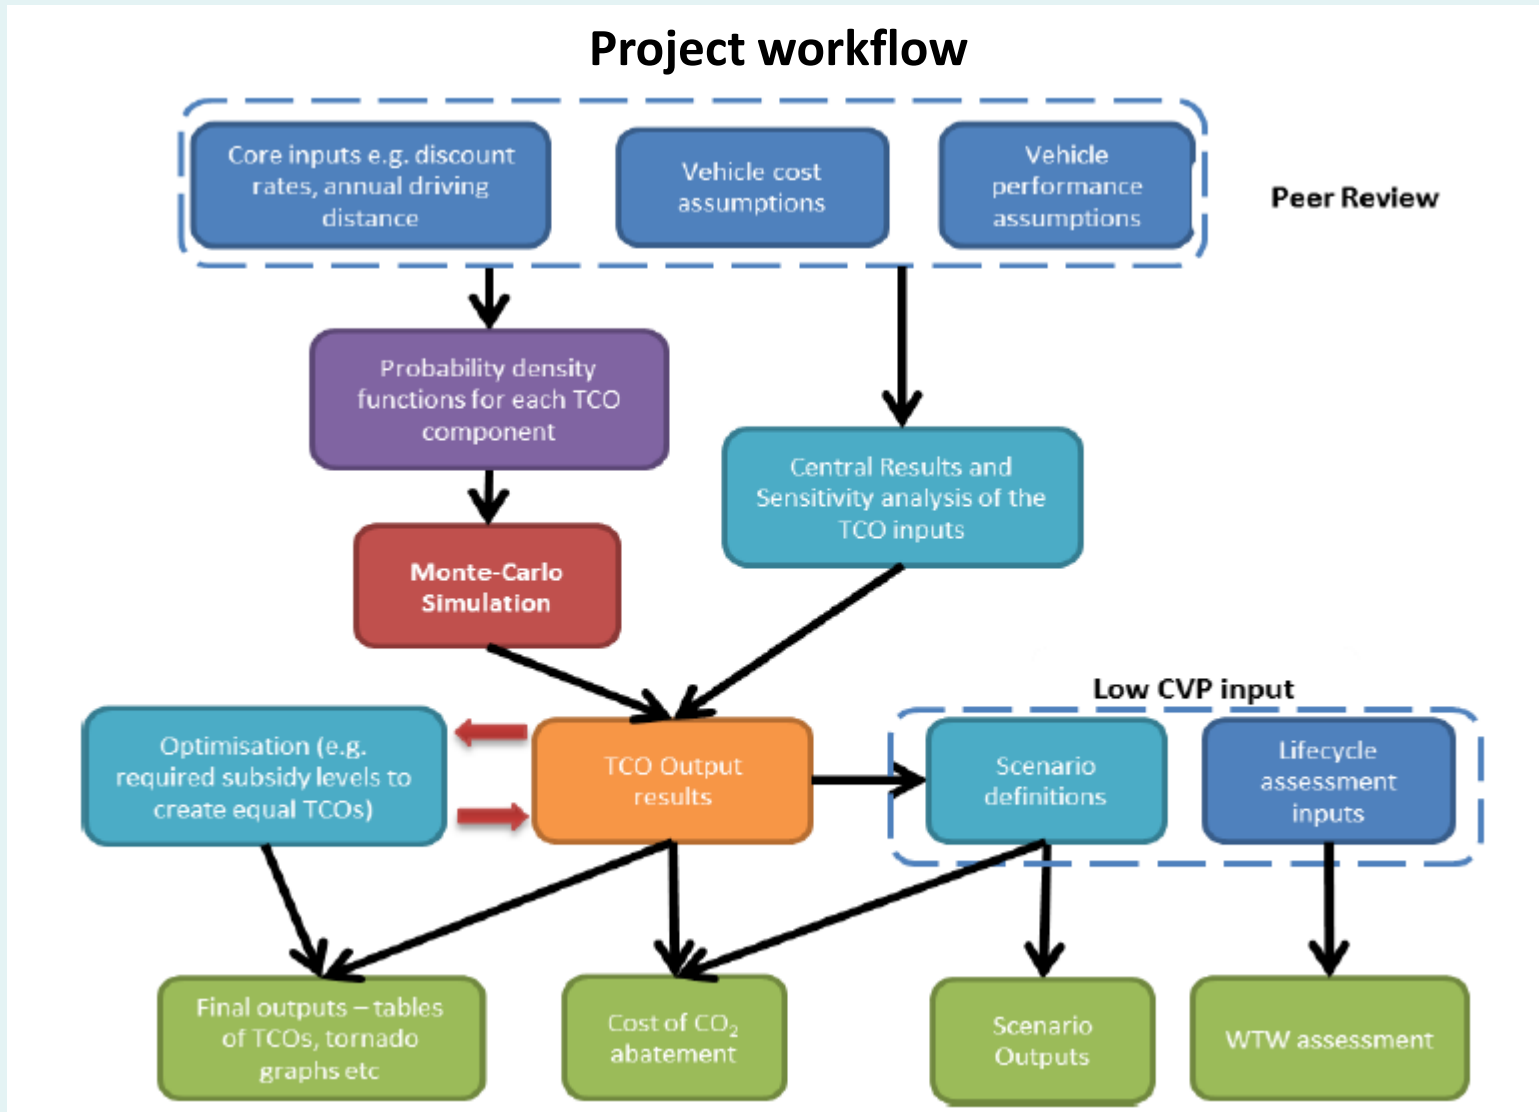 Project workflow
Core inputs e.g. discount
rates, annual driving
distance
Vehicle cost
assumptions
Vehicle
performance
assumptions
Peer Review
Probability density
functions for each TCO
component
Central Results and
Sensitivity analysis of the
TCO inputs
Monte-Carlo
Simulation
Low CVP input
Optimisation (e.g.
required subsidy levels to
create equal TCOs)
TCO Output
results
Scenario
definitions
Lifecycle
assessment
inputs
Final outputs – tables
of TCOs, tornado
graphs etc
Cost of CO₂
abatement
Scenario
Outputs
WTW assessment